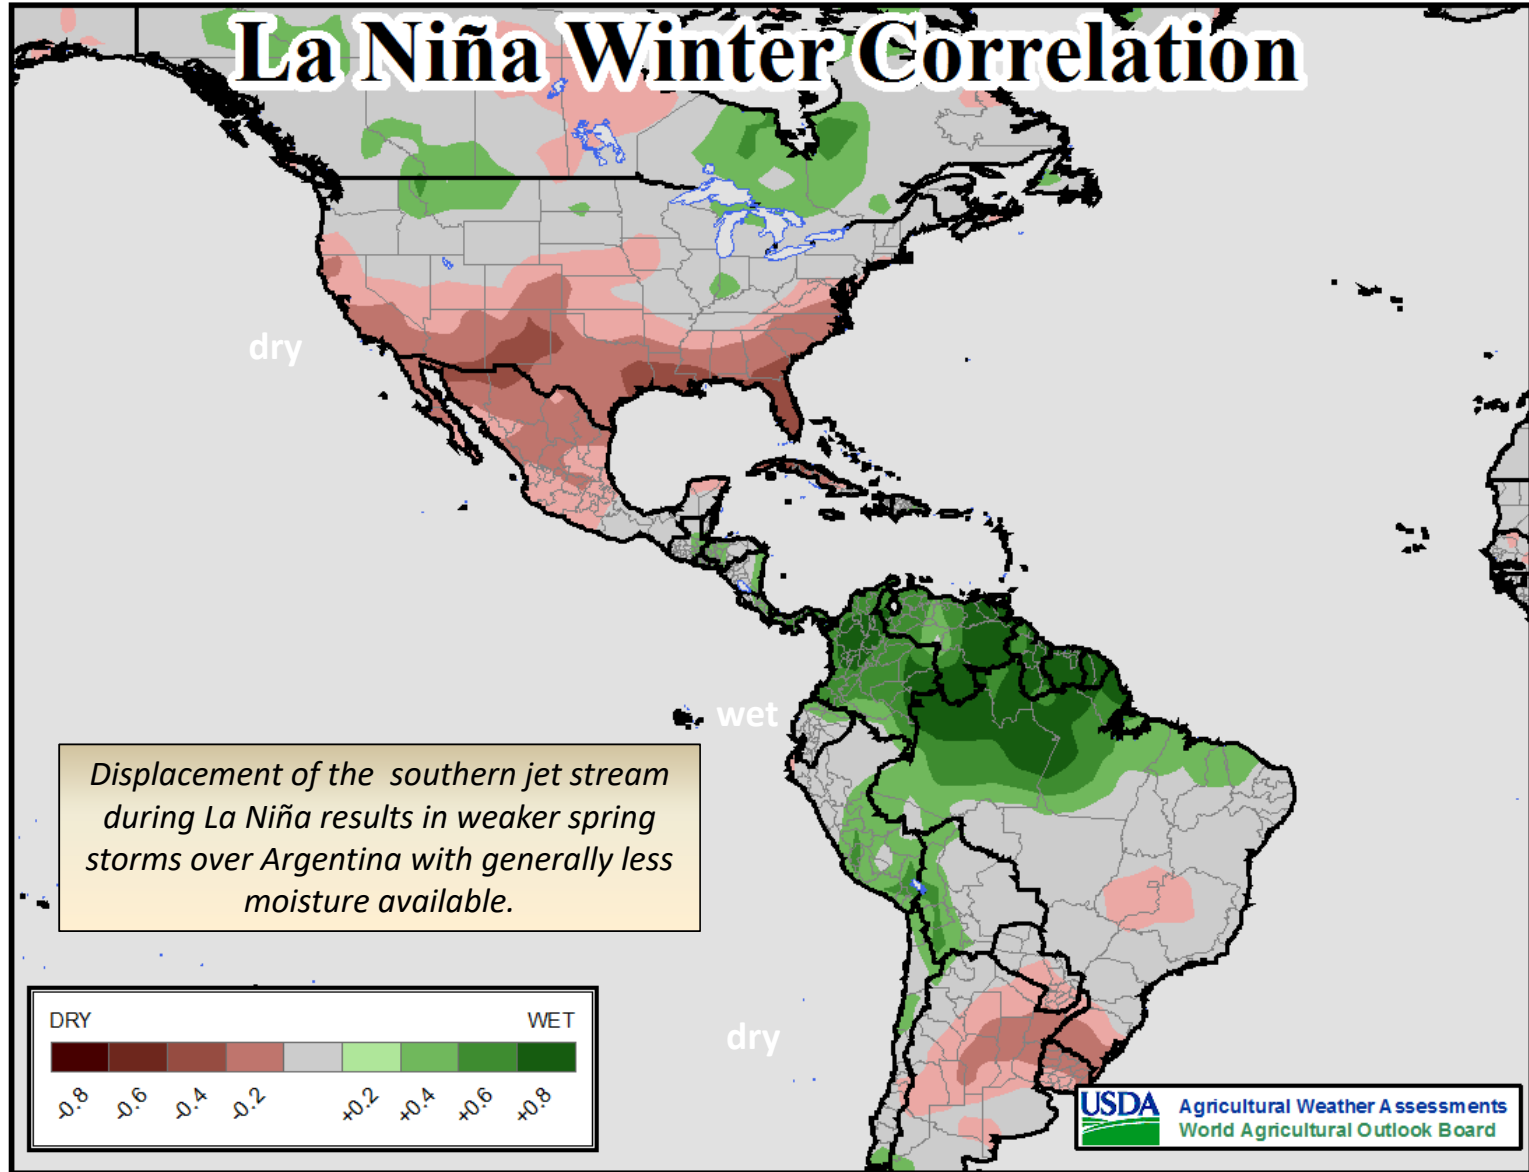 La Niña Winter Correlation
dry
wet
Displacement of the southern jet stream
during La Niña results in weaker spring
storms over Argentina with generally less
moisture available.
DRY WET
-0.8 -0.6 -0.4 -0.2 +0.2 +0.4 +0.6 +0.8
dry
USDA
Agricultural Weather Assessments
World Agricultural Outlook Board